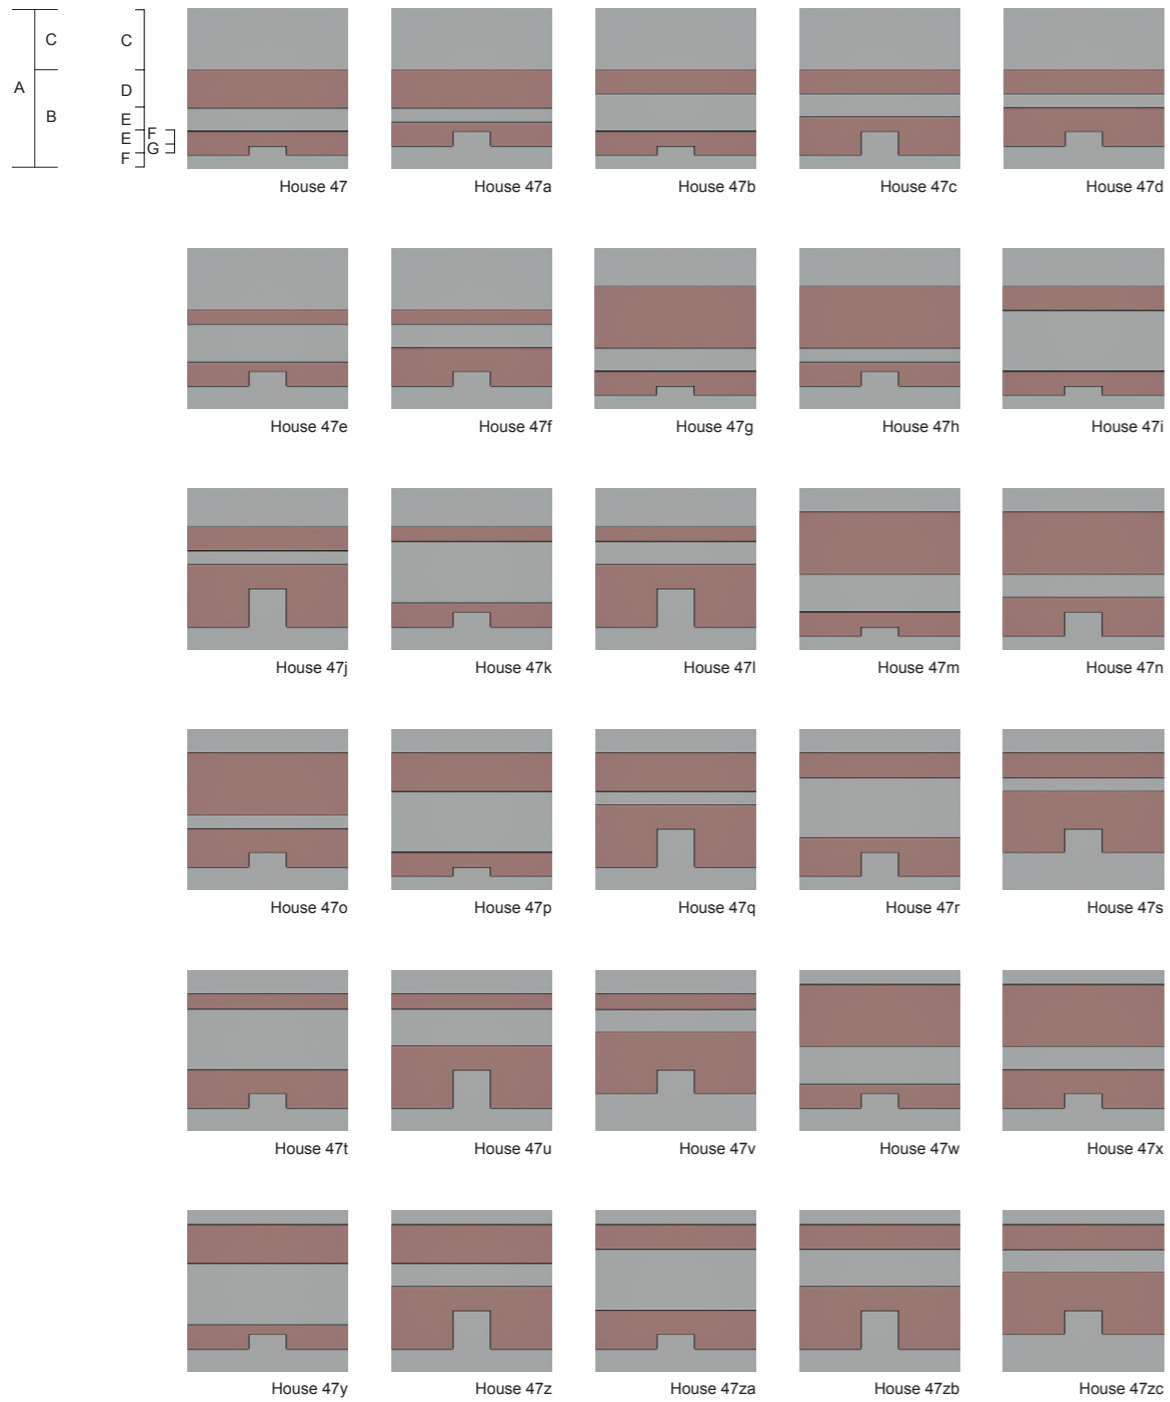 C
C
A
D
B
E
E F
G
F
House 47 House 47a House 47b House 47c House 47d
House 47e House 47f House 47g House 47h House 47i
House 47j House 47k House 47l House 47m House 47n
House 47o House 47p House 47q House 47r House 47s
House 47t House 47u House 47v House 47w House 47x
House 47y House 47z House 47za House 47zb House 47zc